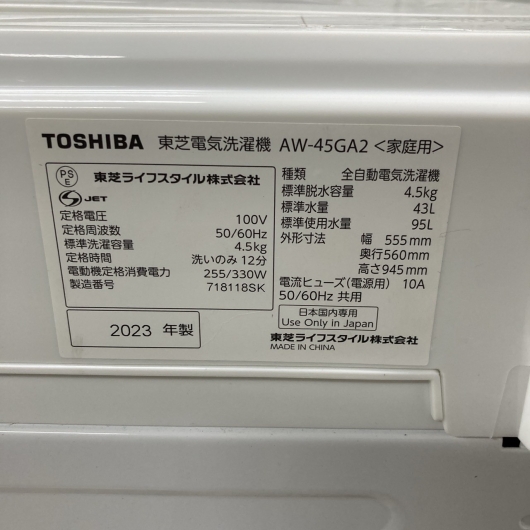 TOSHIBA 東芝電気洗濯機 AW-45GA2 <家庭用>
PS
E
S JET
東芝ライフスタイル株式会社
定格電圧 100V
定格周波数 50/60Hz
標準洗濯容量 4.5kg
定格時間 洗いのみ 12分
電動機定格消費電力 255/330W
製造番号 718118SK
2023 年製
種類 全自動電気洗濯機
標準脱水容量 4.5kg
標準水量 43L
標準使用水量 95L
外形寸法 幅 555mm
奥行560mm
高さ945mm
電流ヒューズ(電源用) 10A
50/60Hz 共用
日本国内専用
Use Only in Japan
東芝ライフスタイル株式会社
MADE IN CHINA